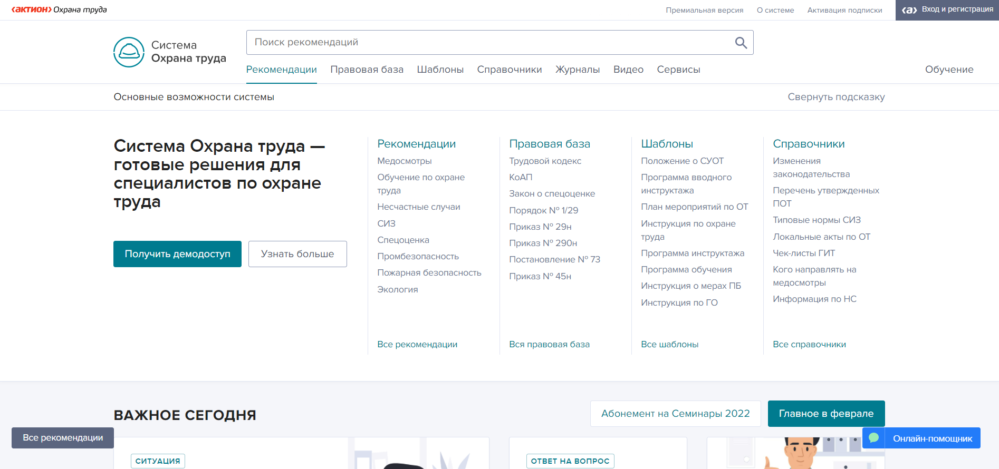 ‹актион› Охрана труда
Премиальная версия
О системе
Активация подписки
‹а› Вход и регистрация
Система
Охрана труда
Поиск рекомендаций
Рекомендации
Правовая база
Шаблоны
Справочники
Журналы
Видео
Сервисы
Обучение
Основные возможности системы
Свернуть подсказку
Система Охрана труда —
готовые решения для
специалистов по охране
труда
Получить демодоступ
Узнать больше
Рекомендации
Медосмотры
Обучение по охране
труда
Несчастные случаи
СИЗ
Спецоценка
Промбезопасность
Пожарная безопасность
Экология
Все рекомендации
Правовая база
Трудовой кодекс
КоАП
Закон о спецоценке
Порядок № 1/29
Приказ № 29н
Приказ № 290н
Постановление № 73
Приказ № 45н
Вся правовая база
Шаблоны
Положение о СУОТ
Программа вводного
инструктажа
План мероприятий по ОТ
Инструкция по охране
труда
Программа инструктажа
Программа обучения
Инструкция о мерах ПБ
Инструкция по ГО
Все шаблоны
Справочники
Изменения
законодательства
Перечень утвержденных
ПОТ
Типовые нормы СИЗ
Локальные акты по ОТ
Чек-листы ГИТ
Кого направлять на
медосмотры
Информация по НС
Все справочники
ВАЖНОЕ СЕГОДНЯ
Абонемент на Семинары 2022
Главное в феврале
Все рекомендации
Онлайн-помощник
СИТУАЦИЯ
ОТВЕТ НА ВОПРОС